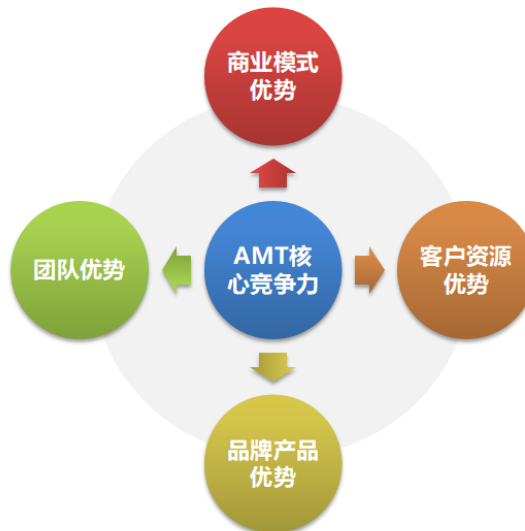 商业模式
优势
团队优势
AMT核
心竞争力
客户资源
优势
品牌产品
优势